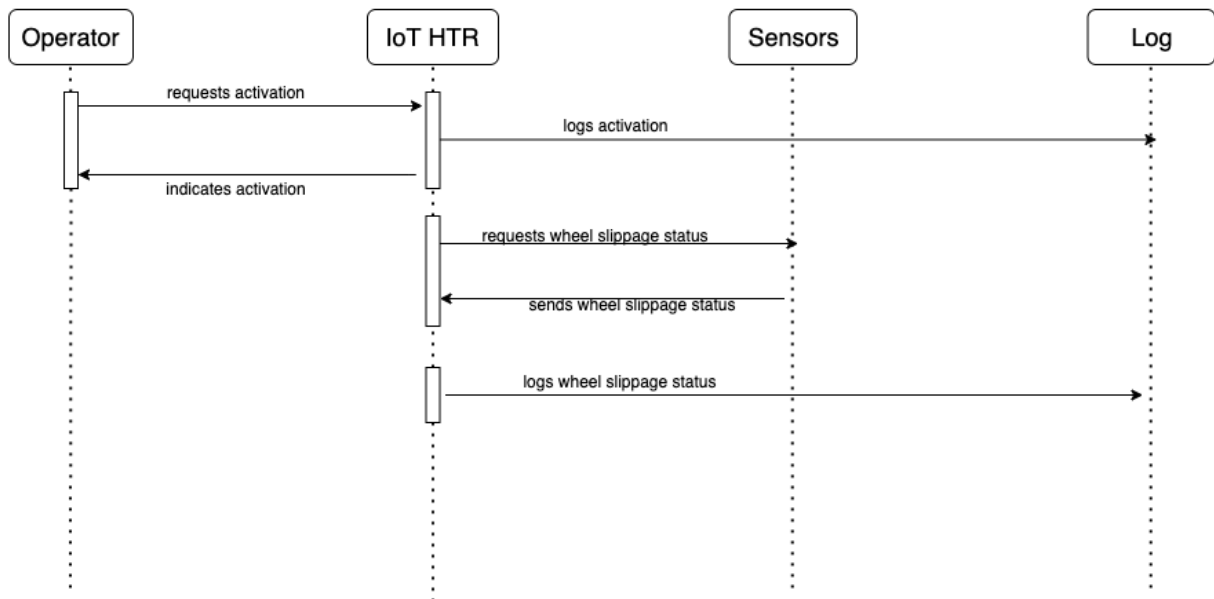 Operator
IoT HTR
Sensors
Log
requests activation
logs activation
indicates activation
requests wheel slippage status
sends wheel slippage status
logs wheel slippage status